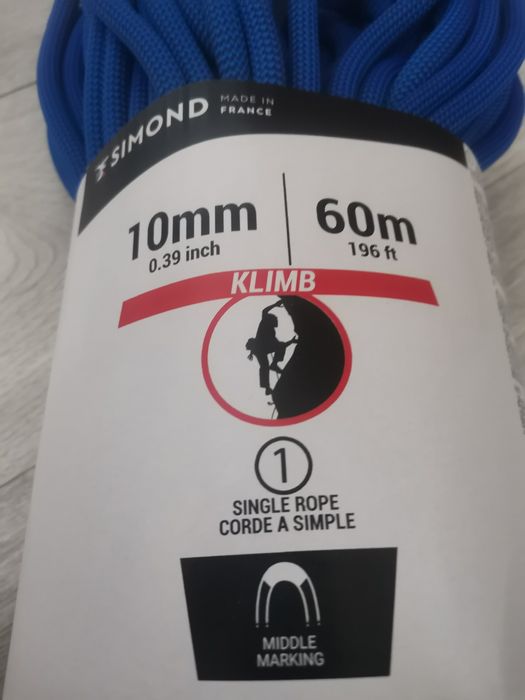 SIMOND
MADE IN
FRANCE
10mm
0.39 inch
60m
196 ft
KLIMB
1
SINGLE ROPE
CORDE A SIMPLE
MIDDLE
MARKING